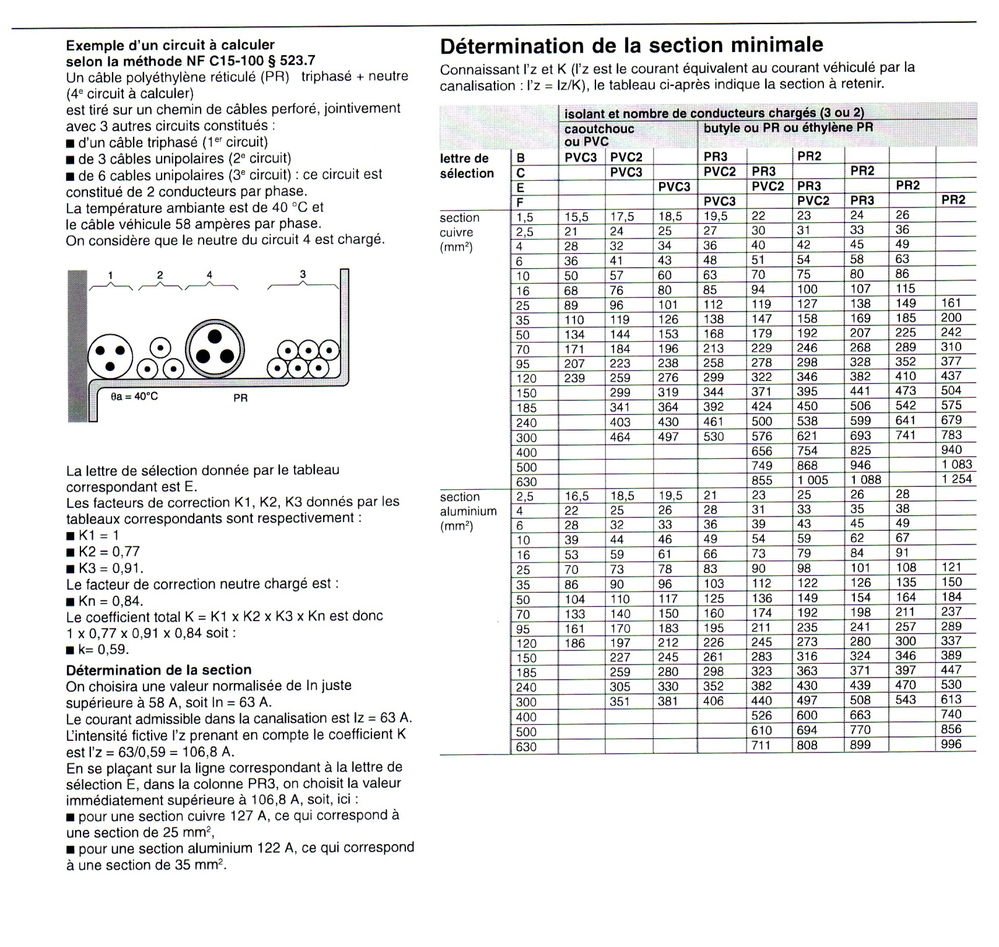 Exemple d'un circuit à calculer
selon la méthode NF C15-100 § 523.7
Un câble polyéthylène réticulé (PR) triphasé + neutre
(4e circuit à calculer)
est tiré sur un chemin de câbles perforé, jointivement
avec 3 autres circuits constitués :
■ d'un câble triphasé (1er circuit)
■ de 3 câbles unipolaires (2e circuit)
■ de 6 cables unipolaires (3e circuit) : ce circuit est
constitué de 2 conducteurs par phase.
La température ambiante est de 40 °C et
le câble véhicule 58 ampères par phase.
On considère que le neutre du circuit 4 est chargé.
1 2 4 3
θa = 40°C PR
La lettre de sélection donnée par le tableau
correspondant est E.
Les facteurs de correction K1, K2, K3 donnés par les
tableaux correspondants sont respectivement :
■ K1 = 1
■ K2 = 0,77
■ K3 = 0,91.
Le facteur de correction neutre chargé est :
■ Kn = 0,84.
Le coefficient total K = K1 x K2 x K3 x Kn est donc
1 x 0,77 x 0,91 x 0,84 soit :
■ k= 0,59.
Détermination de la section
On choisira une valeur normalisée de In juste
supérieure à 58 A, soit In = 63 A.
Le courant admissible dans la canalisation est Iz = 63 A.
L'intensité fictive I'z prenant en compte le coefficient K
est I'z = 63/0,59 = 106,8 A.
En se plaçant sur la ligne correspondant à la lettre de
sélection E, dans la colonne PR3, on choisit la valeur
immédiatement supérieure à 106,8 A, soit, ici :
■ pour une section cuivre 127 A, ce qui correspond à
une section de 25 mm²,
■ pour une section aluminium 122 A, ce qui correspond
à une section de 35 mm².
Détermination de la section minimale
Connaissant I'z et K (I'z est le courant équivalent au courant véhiculé par la
canalisation : I'z = Iz/K), le tableau ci-après indique la section à retenir.
isolant et nombre de conducteurs chargés (3 ou 2)
caoutchouc butyle ou PR ou éthylène PR
ou PVC
lettre de B PVC3 PVC2 PR3 PR2
sélection C PVC3 PVC2 PR3 PR2
E PVC3 PVC2 PR3 PR2
F PVC3 PVC2 PR3 PR2
section 1,5 15,5 17,5 18,5 19,5 22 23 24 26
cuivre 2,5 21 24 25 27 30 31 33 36
(mm²) 4 28 32 34 36 40 42 45 49
6 36 41 43 48 51 54 58 63
10 50 57 60 63 70 75 80 86
16 68 76 80 85 94 100 107 115
25 89 96 101 112 119 127 138 149 161
35 110 119 126 138 147 158 169 185 200
50 134 144 153 168 179 192 207 225 242
70 171 184 196 213 229 246 268 289 310
95 207 223 238 258 278 298 328 352 377
120 239 259 276 299 322 346 382 410 437
150 299 319 344 371 395 441 473 504
185 341 364 392 424 450 506 542 575
240 403 430 461 500 538 599 641 679
300 464 497 530 576 621 693 741 783
400 656 754 825 940
500 749 868 946 1 083
630 855 1 005 1 088 1 254
section 2,5 16,5 18,5 19,5 21 23 25 26 28
aluminium 4 22 25 26 28 31 33 35 38
(mm²) 6 28 32 33 36 39 43 45 49
10 39 44 46 49 54 59 62 67
16 53 59 61 66 73 79 84 91
25 70 73 78 83 90 98 101 108 121
35 86 90 96 103 112 122 126 135 150
50 104 110 117 125 136 149 154 164 184
70 133 140 150 160 174 192 198 211 237
95 161 170 183 195 211 235 241 257 289
120 186 197 212 226 245 273 280 300 337
150 227 245 261 283 316 324 346 389
185 259 280 298 323 363 371 397 447
240 305 330 352 382 430 439 470 530
300 351 381 406 440 497 508 543 613
400 526 600 663 740
500 610 694 770 856
630 711 808 899 996